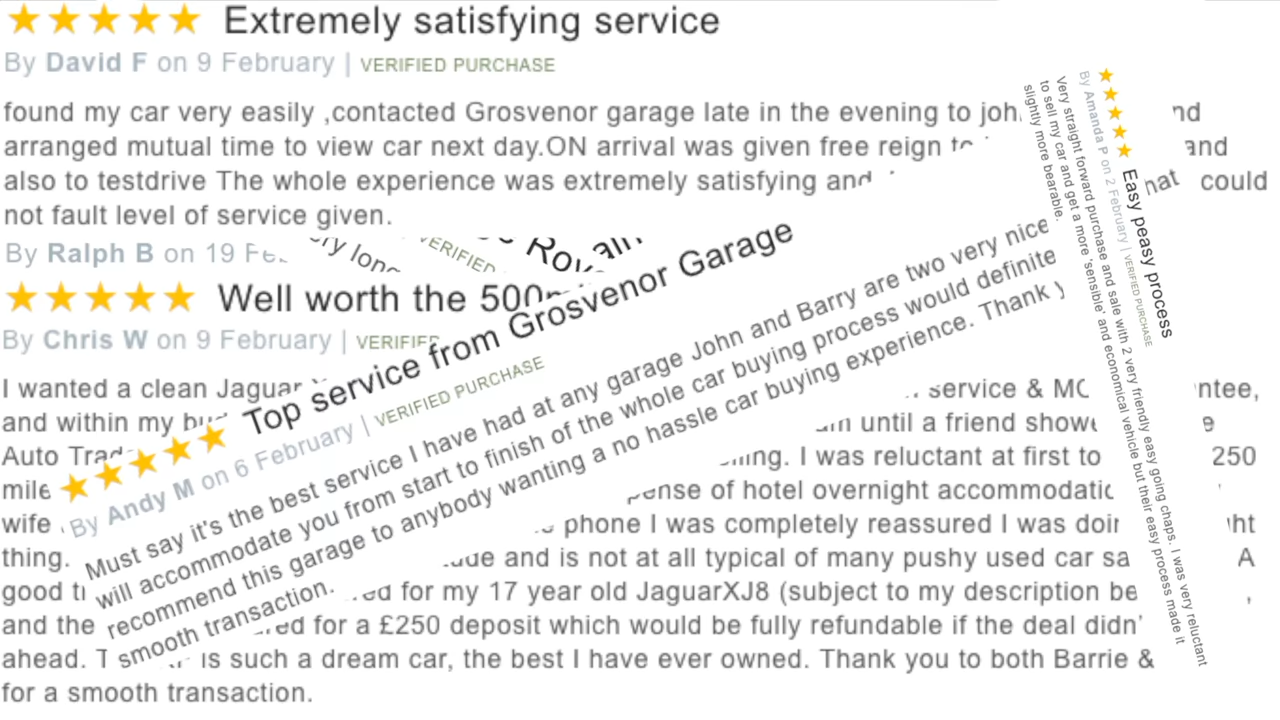 Extremely satisfying service
By David F on 9 February | VERIFIED PURCHASE
found my car very easily ,contacted Grosvenor garage late in the evening to
arranged mutual time to view car next day.ON arrival was given free reign and
also to testdrive The whole experience was extremely satisfying and could
not fault level of service given.
By Ralph B on 19
VERIFIED
Well worth the
By Chris W on 9 February | VERIFIED
I wanted a clean Jaguar service & 
and within my until a friend
Auto I was reluctant at first to 250
mile of hotel overnight
wife phone I was completely reassured I was
thing. and is not at all typical of many pushy used car A
good for my 17 year old JaguarXJ8 (subject to my description
and the for a £250 deposit which would be fully refundable if the deal
ahead. is such a dream car, the best I have ever owned. Thank you to both Barrie &
for a smooth transaction.
Top service from Grosvenor Garage
By Andy M on 6 February | VERIFIED PURCHASE
Must say it's the best service I have had at any garage John and Barry are two very nice
will accommodate you from start to finish of the whole car buying process would definite
recommend this garage to anybody wanting a no hassle car buying experience. Thank
smooth transaction.
Easy peasy process
By Amanda P on 2 February | VERIFIED PURCHASE
Very straight forward purchase and sale with 2 very friendly easy going chaps. I was very reluctant
to sell my car and get a more 'sensible' and economical vehicle but their easy process made it
slightly more bearable.